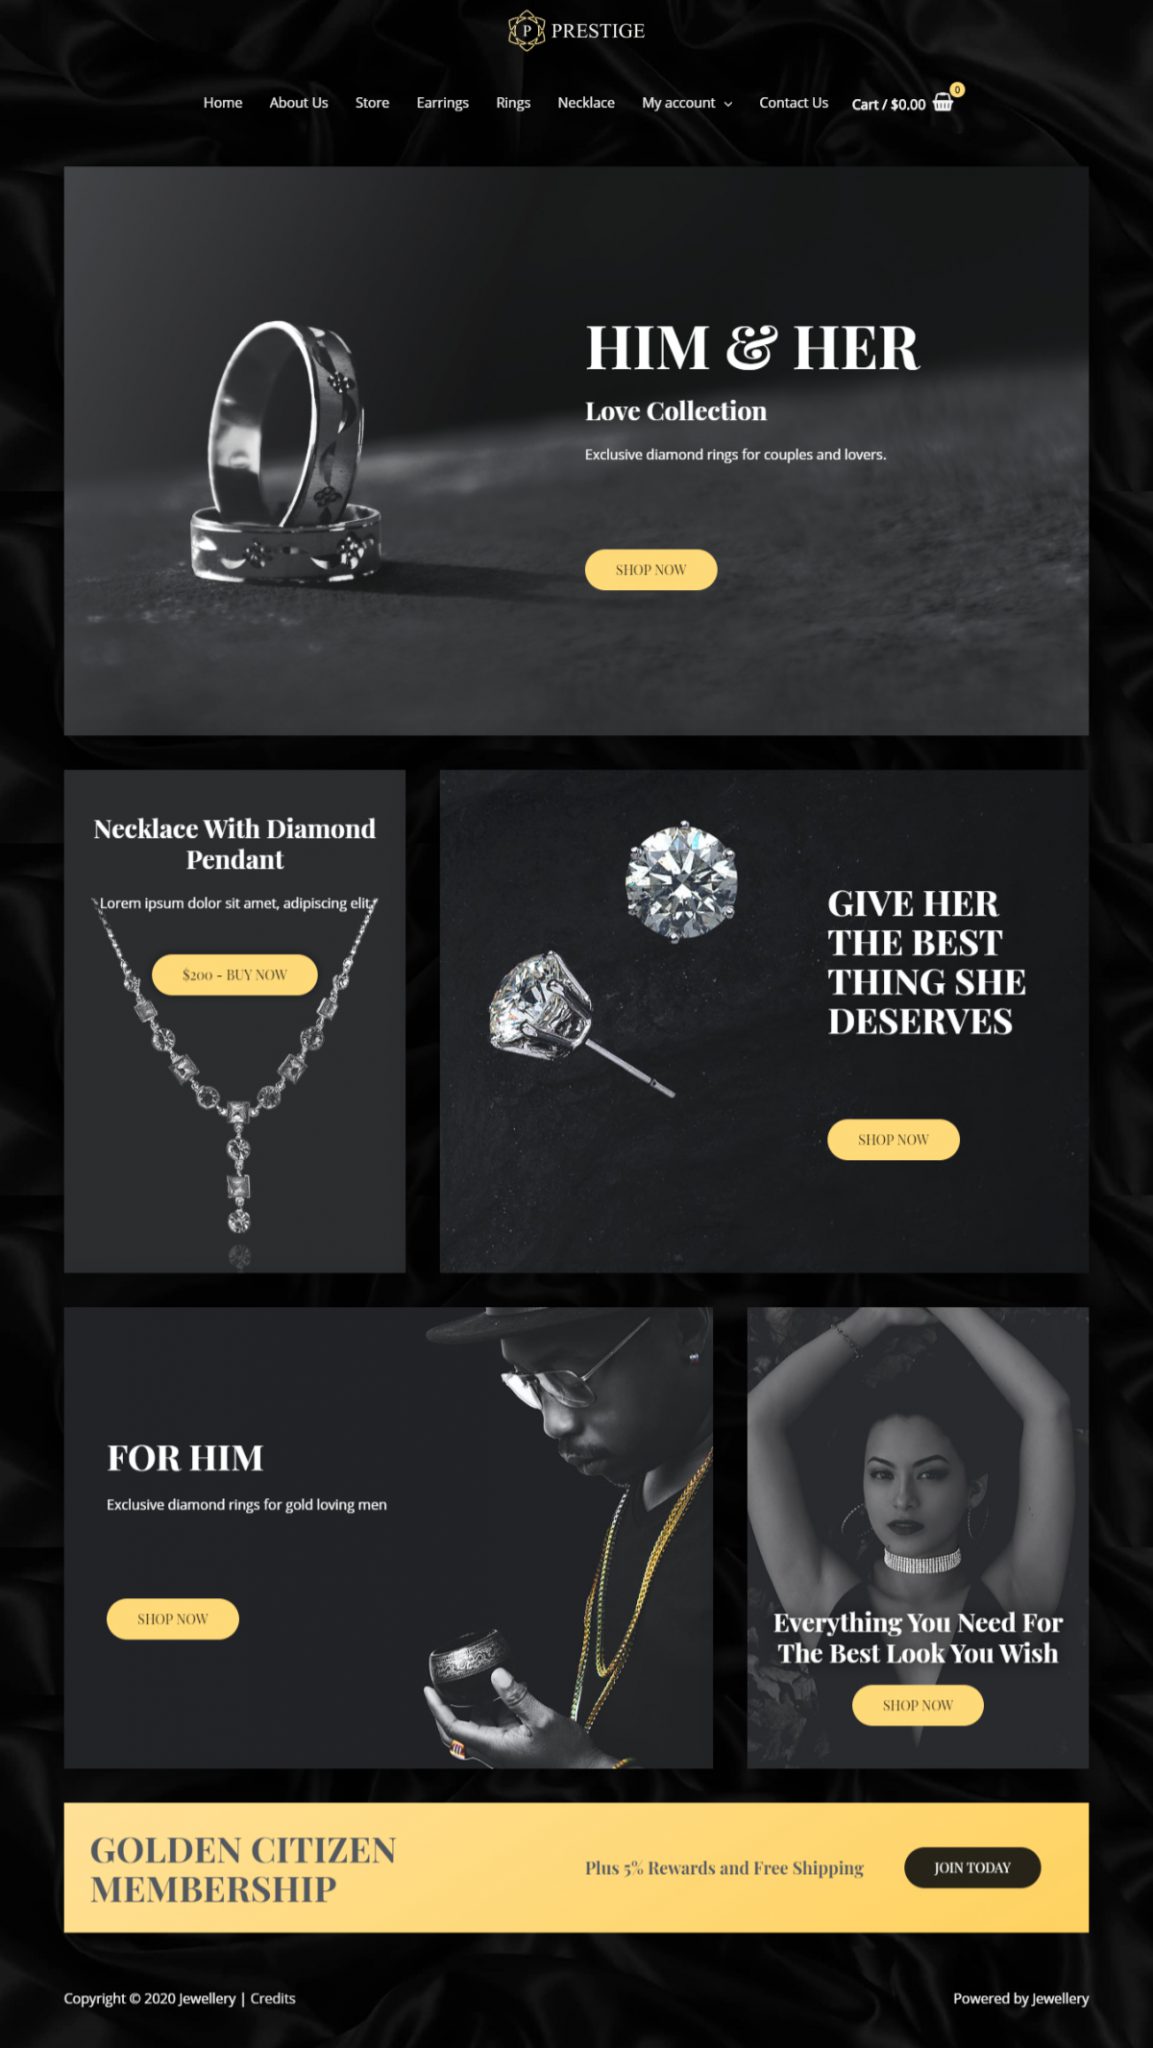 P PRESTIGE
Home About Us Store Earrings Rings Necklace My account Contact Us Cart / $0.00 0
HIM & HER
Love Collection
Exclusive diamond rings for couples and lovers.
SHOP NOW
Necklace With Diamond
Pendant
Lorem ipsum dolor sit amet, adipiscing elit.
$200 - BUY NOW
GIVE HER
THE BEST
THING SHE
DESERVES
SHOP NOW
FOR HIM
Exclusive diamond rings for gold loving men
SHOP NOW
Everything You Need For
The Best Look You Wish
SHOP NOW
GOLDEN CITIZEN
MEMBERSHIP
Plus 5% Rewards and Free Shipping
JOIN TODAY
Copyright © 2020 Jewellery | Credits
Powered by Jewellery